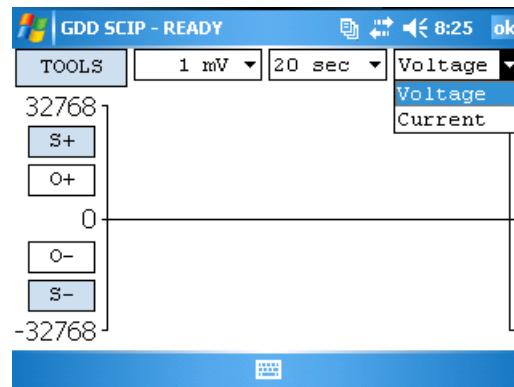 GDD SCIP - READY 8:25 ok
TOOLS 1 mV 20 sec Voltage
Voltage
Current
32768
S+
O+
0
O-
S-
-32768